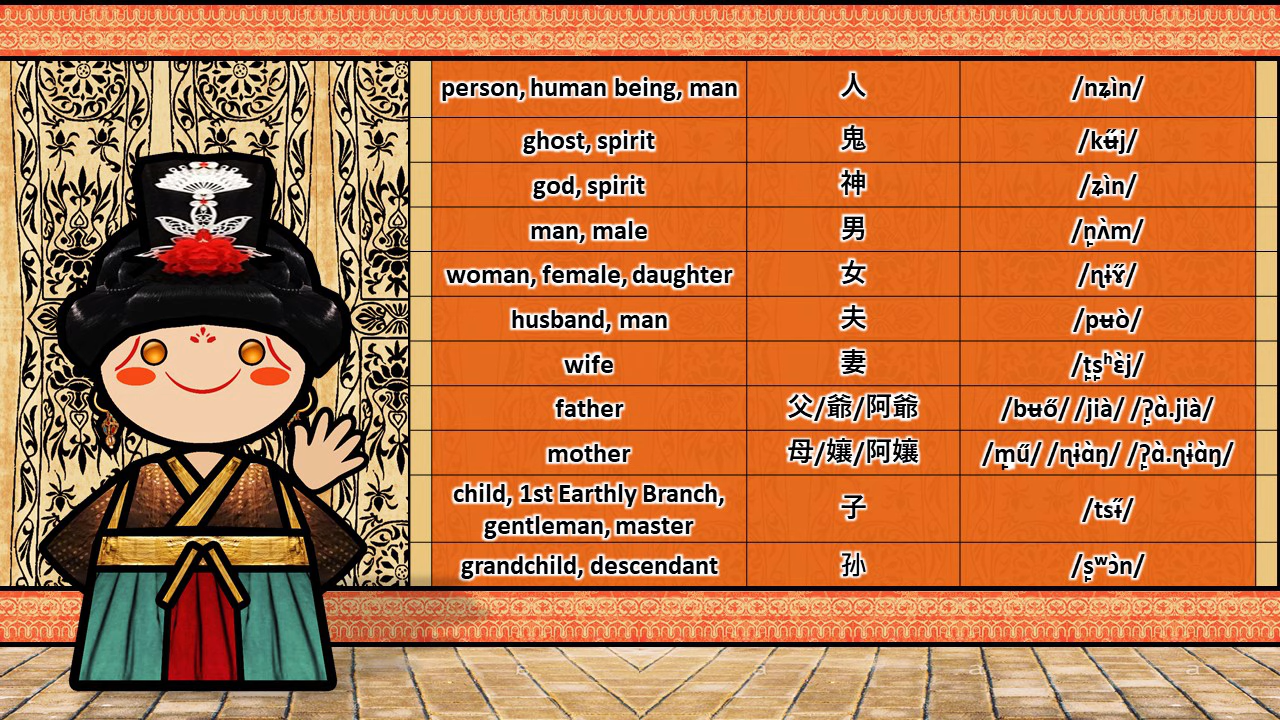 person, human being, man 人 /nʑìn/
ghost, spirit 鬼 /kʉ̋j/
god, spirit 神 /ʑìn/
man, male 男 /n̠ʌ̀m/
woman, female, daughter 女 /ɳɨɤ̋/
husband, man 夫 /pʉò/
wife 妻 /t̠s̠ʰɛ̀j/
father 父/爺/阿爺 /bʉő/ /jià/ /ʔ̠ɑ̀.jià/
mother 母/孃/阿孃 /m̠ű/ /ɳɨàŋ/ /ʔ̠ɑ̀.ɳɨàŋ/
child, 1st Earthly Branch,
gentleman, master 子 /tsɨ̋/
grandchild, descendant 孙 /s̠ʷɔ̀n/